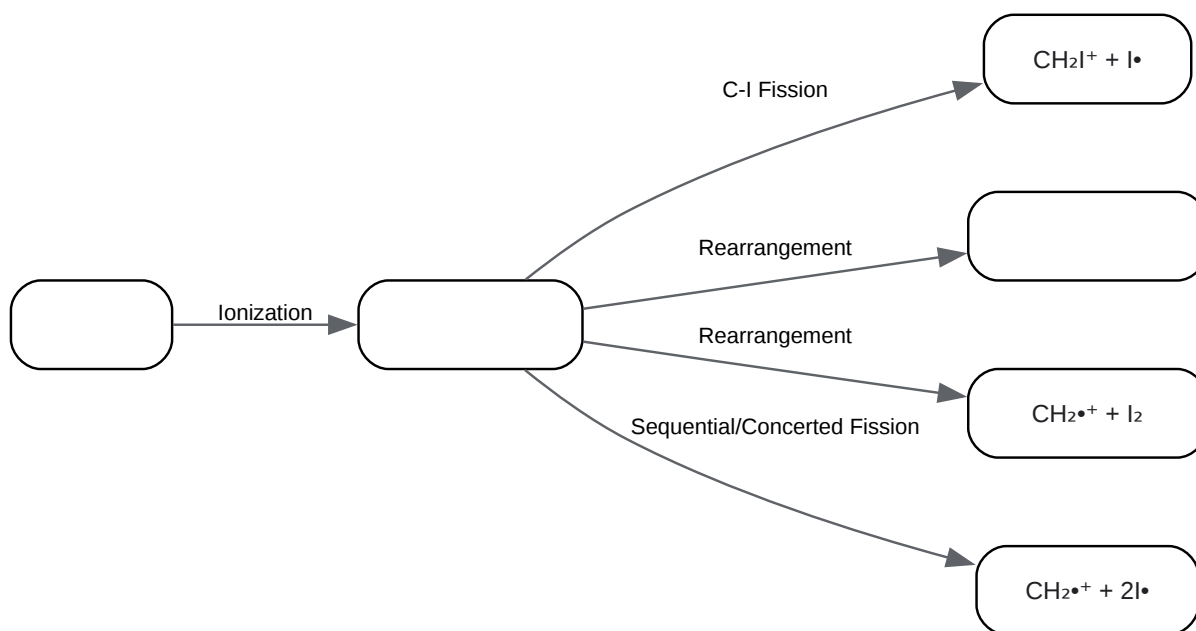 CH₂I⁺ + I•
C-I Fission
Rearrangement
Ionization
Rearrangement
CH₂•⁺ + I₂
Sequential/Concerted Fission
CH₂•⁺ + 2I•